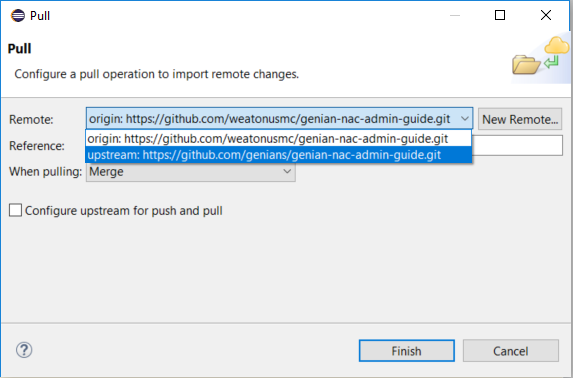 Pull
Pull
Configure a pull operation to import remote changes.
Remote: origin: https://github.com/weatonusmc/genian-nac-admin-guide.git New Remote...
origin: https://github.com/weatonusmc/genian-nac-admin-guide.git
Reference:
upstream: https://github.com/genians/genian-nac-admin-guide.git
When pulling: Merge
Configure upstream for push and pull
? Finish Cancel